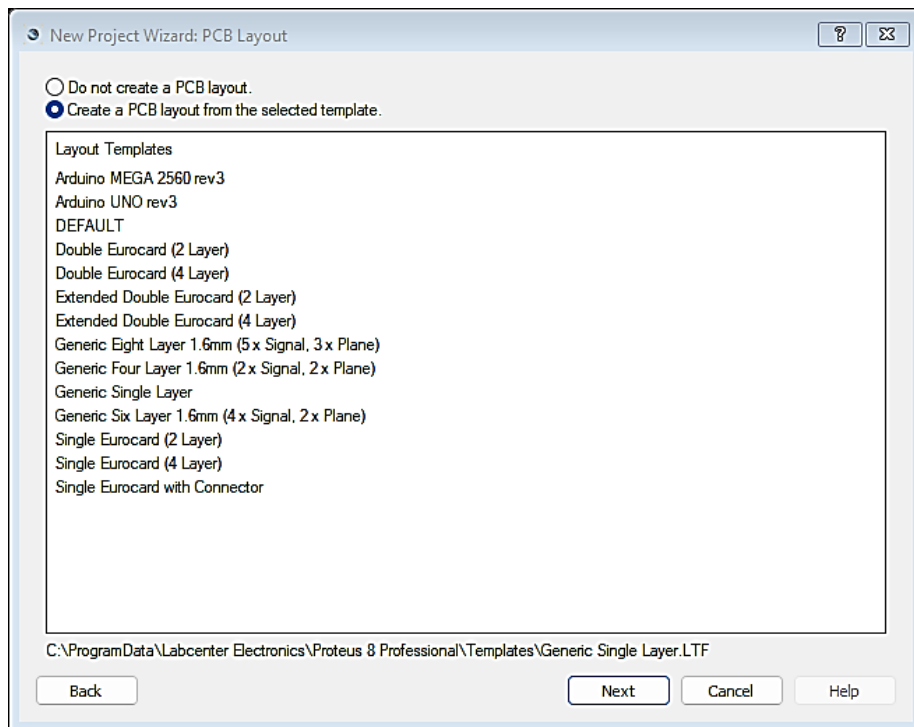 New Project Wizard: PCB Layout
Do not create a PCB layout.
Create a PCB layout from the selected template.
Layout Templates
Arduino MEGA 2560 rev3
Arduino UNO rev3
DEFAULT
Double Eurocard (2 Layer)
Double Eurocard (4 Layer)
Extended Double Eurocard (2 Layer)
Extended Double Eurocard (4 Layer)
Generic Eight Layer 1.6mm (5 x Signal, 3 x Plane)
Generic Four Layer 1.6mm (2 x Signal, 2 x Plane)
Generic Single Layer
Generic Six Layer 1.6mm (4 x Signal, 2 x Plane)
Single Eurocard (2 Layer)
Single Eurocard (4 Layer)
Single Eurocard with Connector
C:\ProgramData\Labcenter Electronics\Proteus 8 Professional\Templates\Generic Single Layer.LTF
Back Next Cancel Help